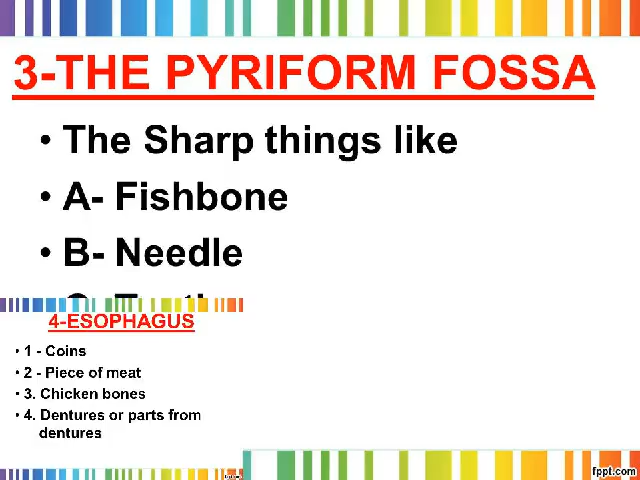 3-THE PYRIFORM FOSSA
• The Sharp things like
• A- Fishbone
• B- Needle
4-ESOPHAGUS
• 1 - Coins
• 2 - Piece of meat
• 3. Chicken bones
• 4. Dentures or parts from
dentures
fppt.com